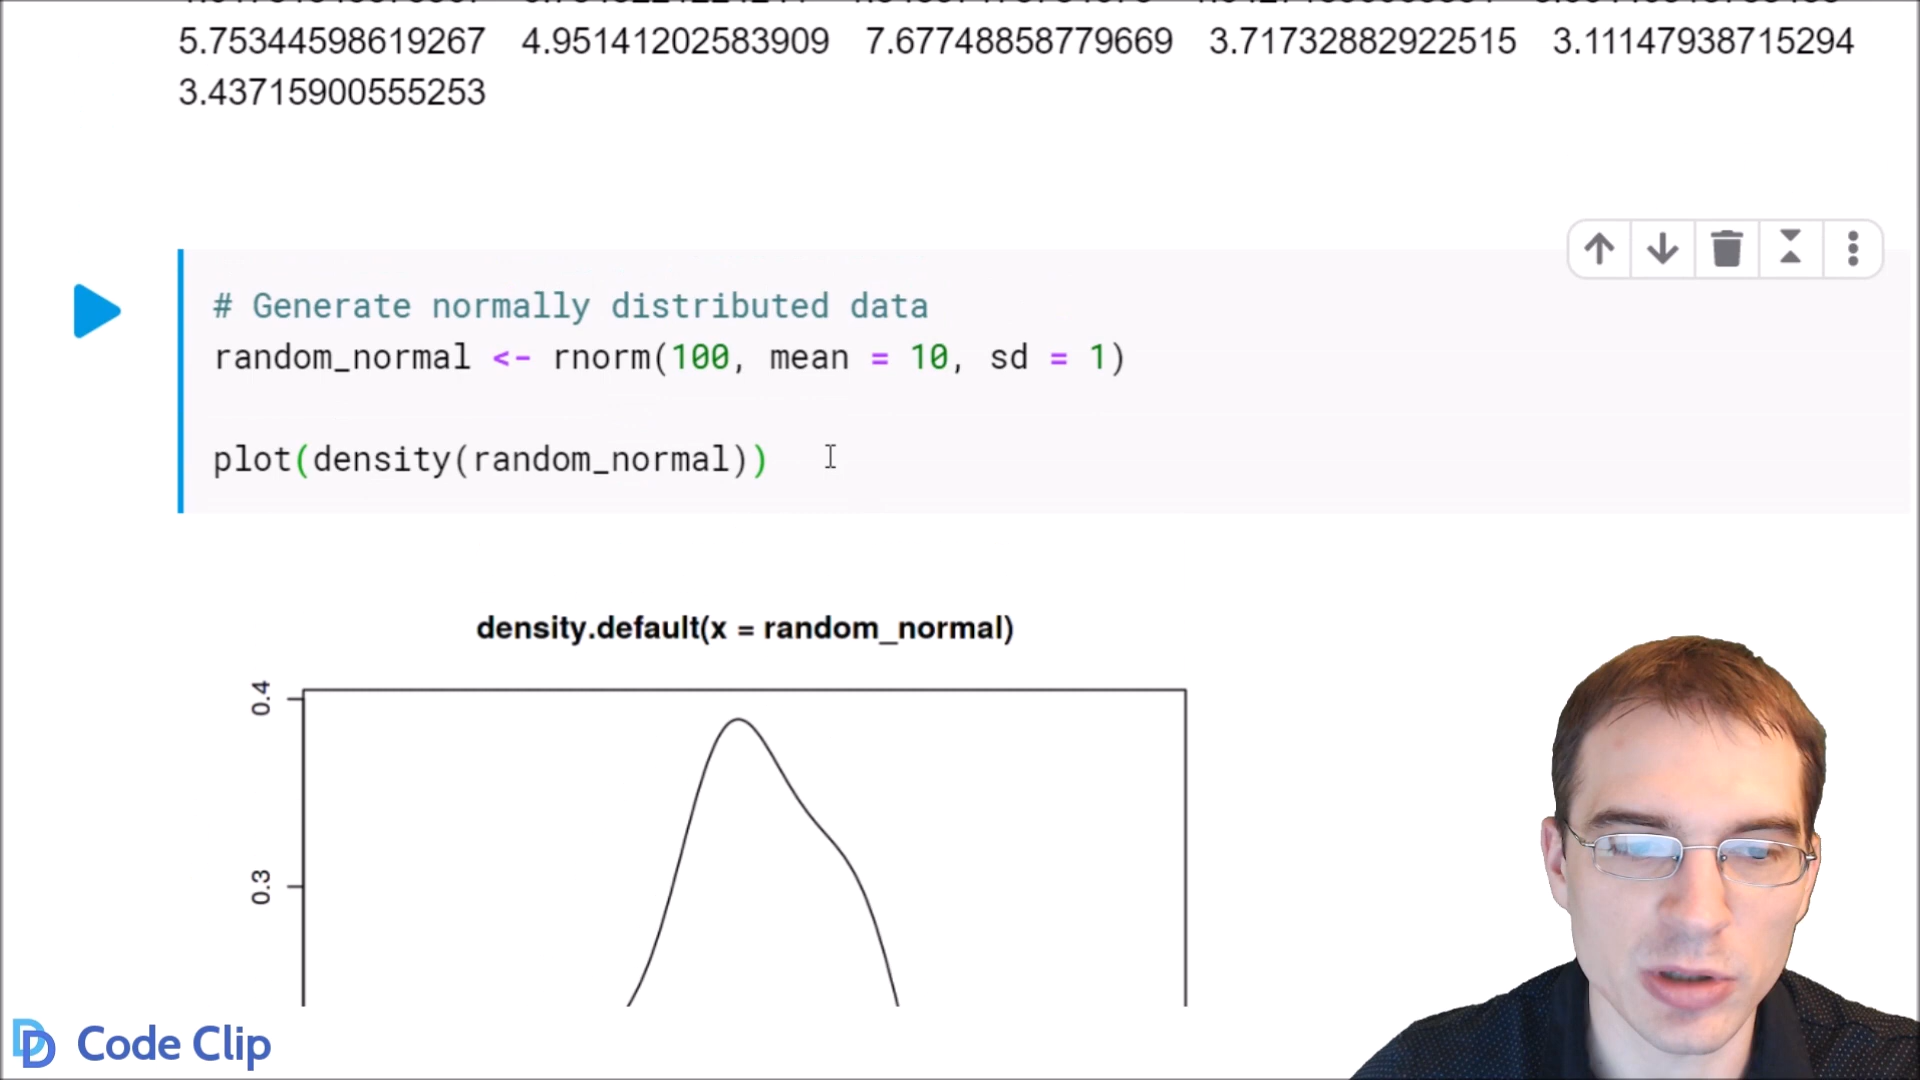 5.75344598619267 4.95141202583909 7.67748858779669 3.71732882922515 3.11147938715294
3.43715900555253
# Generate normally distributed data
random_normal <- rnorm(100, mean = 10, sd = 1)
plot(density(random_normal))
density.default(x = random_normal)
0.4
0.3
Code Clip